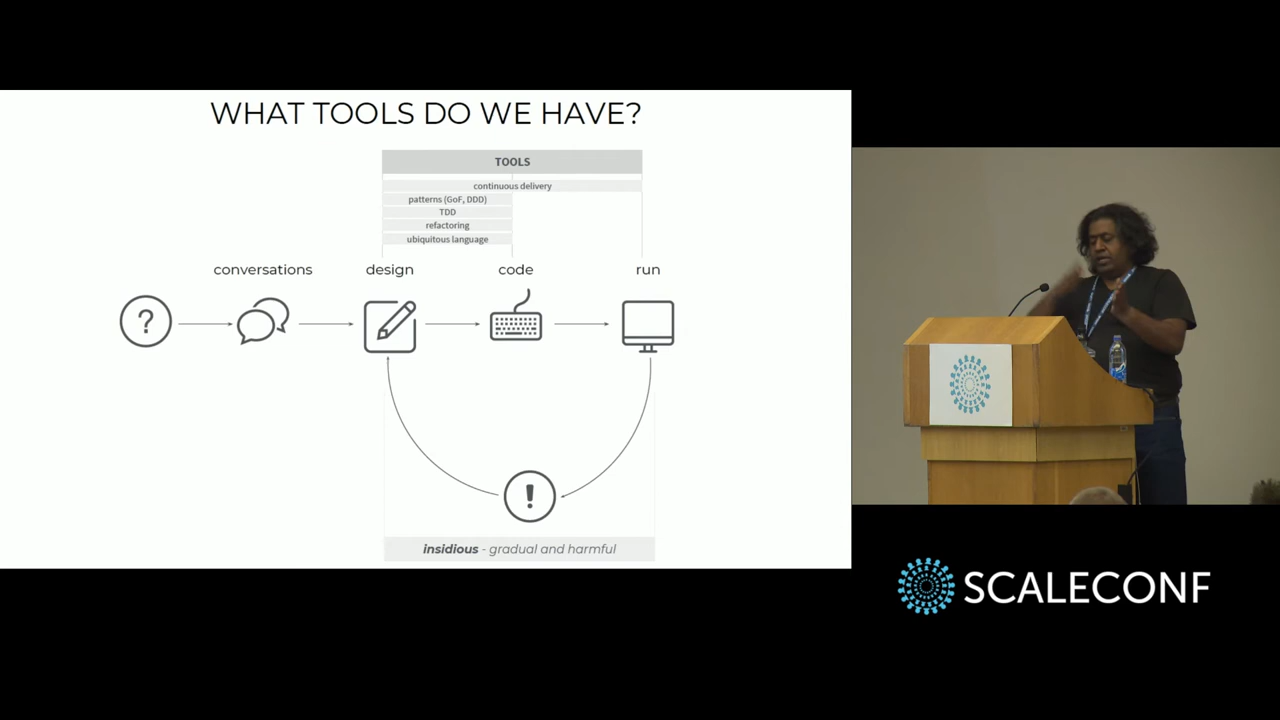 WHAT TOOLS DO WE HAVE?
TOOLS
continuous delivery
patterns (GoF, DDD)
TDD
refactoring
ubiquitous language
conversations
design
code
run
?
!
insidious - gradual and harmful
SCALECONF